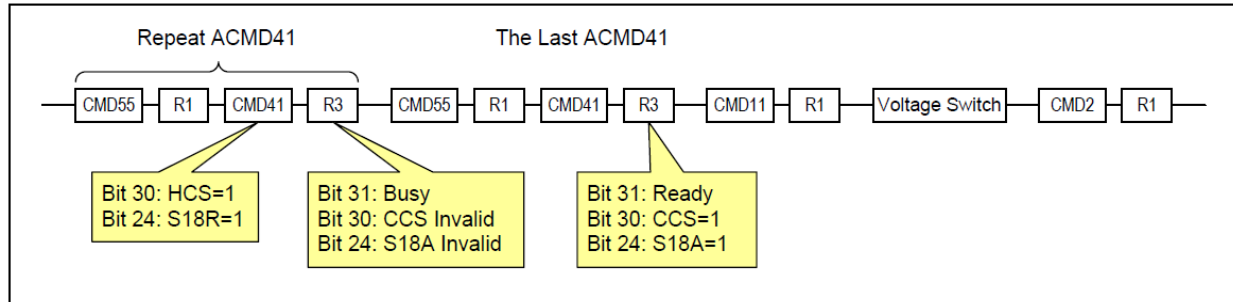 Repeat ACMD41
The Last ACMD41
CMD55
R1
CMD41
R3
CMD55
R1
CMD41
R3
CMD11
R1
Voltage Switch
CMD2
R1
Bit 30: HCS=1
Bit 24: S18R=1
Bit 31: Busy
Bit 30: CCS Invalid
Bit 24: S18A Invalid
Bit 31: Ready
Bit 30: CCS=1
Bit 24: S18A=1